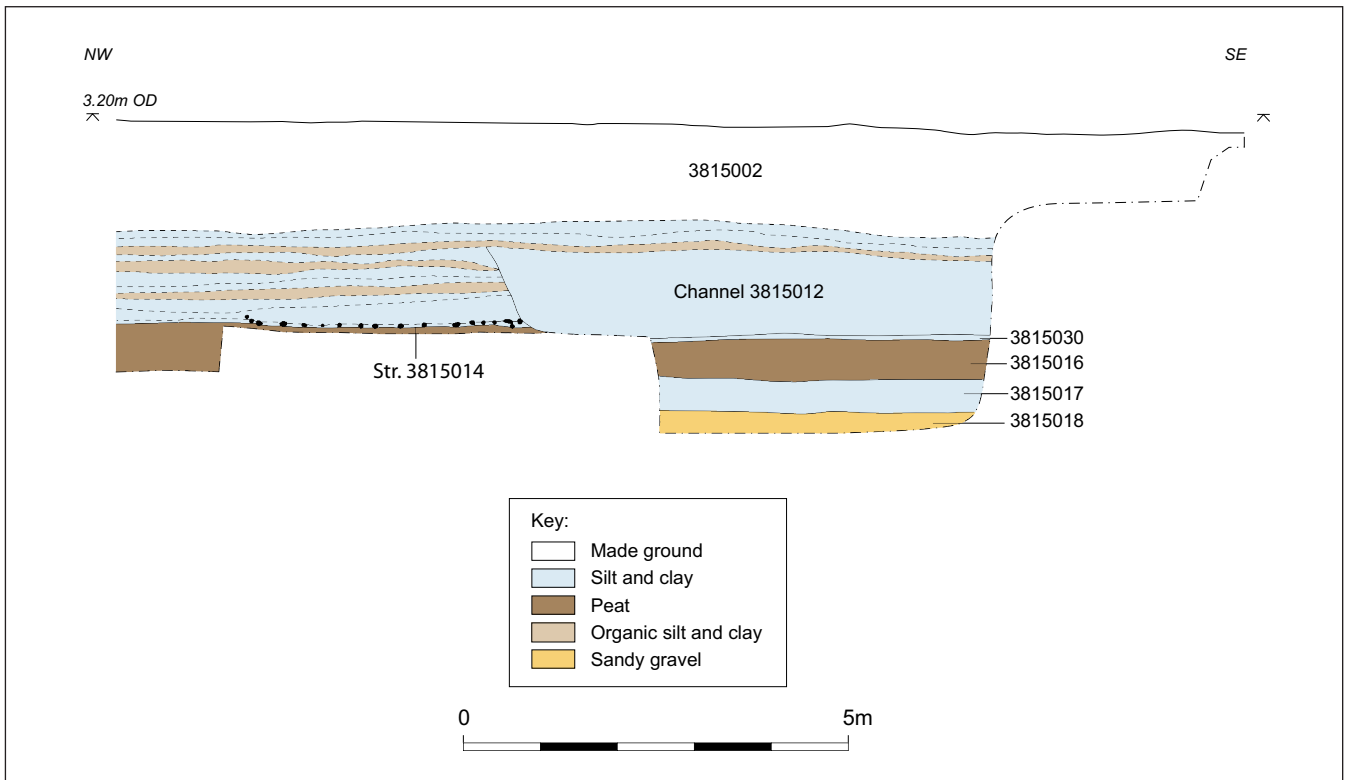 NW
SE
3.20m OD
3815002
Channel 3815012
3815030
3815016
Str. 3815014
3815017
3815018
Key:
Made ground
Silt and clay
Peat
Organic silt and clay
Sandy gravel
0
5m